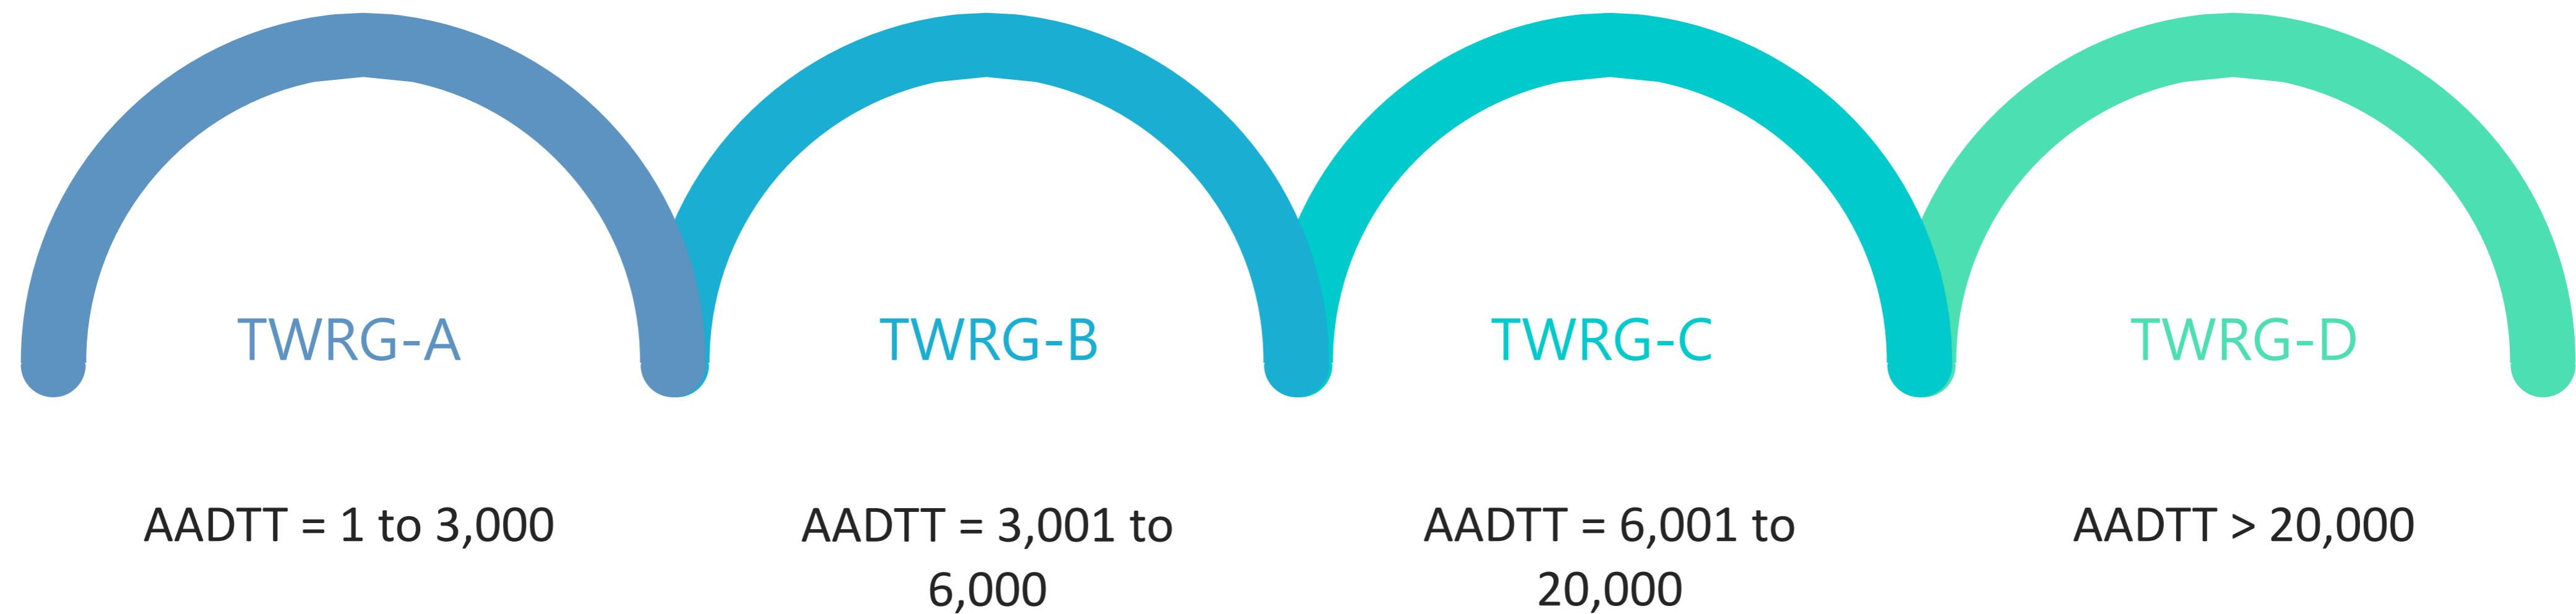 TWRG-A
TWRG-B
TWRG-C
TWRG-D
AADTT = 1 to 3,000
AADTT = 3,001 to
6,000
AADTT = 6,001 to
20,000
AADTT > 20,000